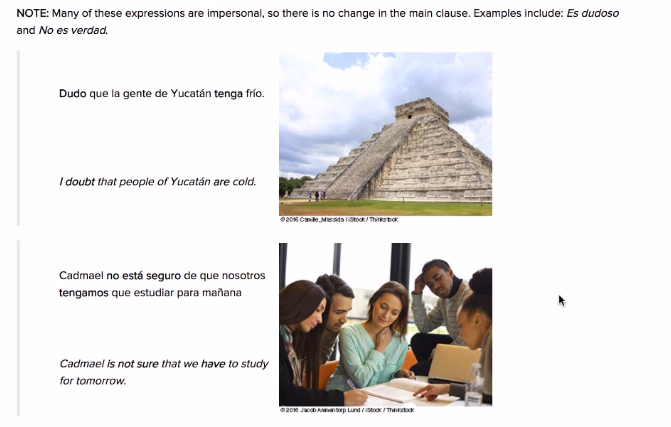 NOTE: Many of these expressions are impersonal, so there is no change in the main clause. Examples include: Es dudoso
and No es verdad.
Dudo que la gente de Yucatán tenga frío.
I doubt that people of Yucatán are cold.
©2016 Camille_Massida / iStock / Thinkstock
Cadmael no está seguro de que nosotros
tengamos que estudiar para mañana
Cadmael is not sure that we have to study
for tomorrow.
©2016 Jacob Ammentorp Lund / iStock / Thinkstock